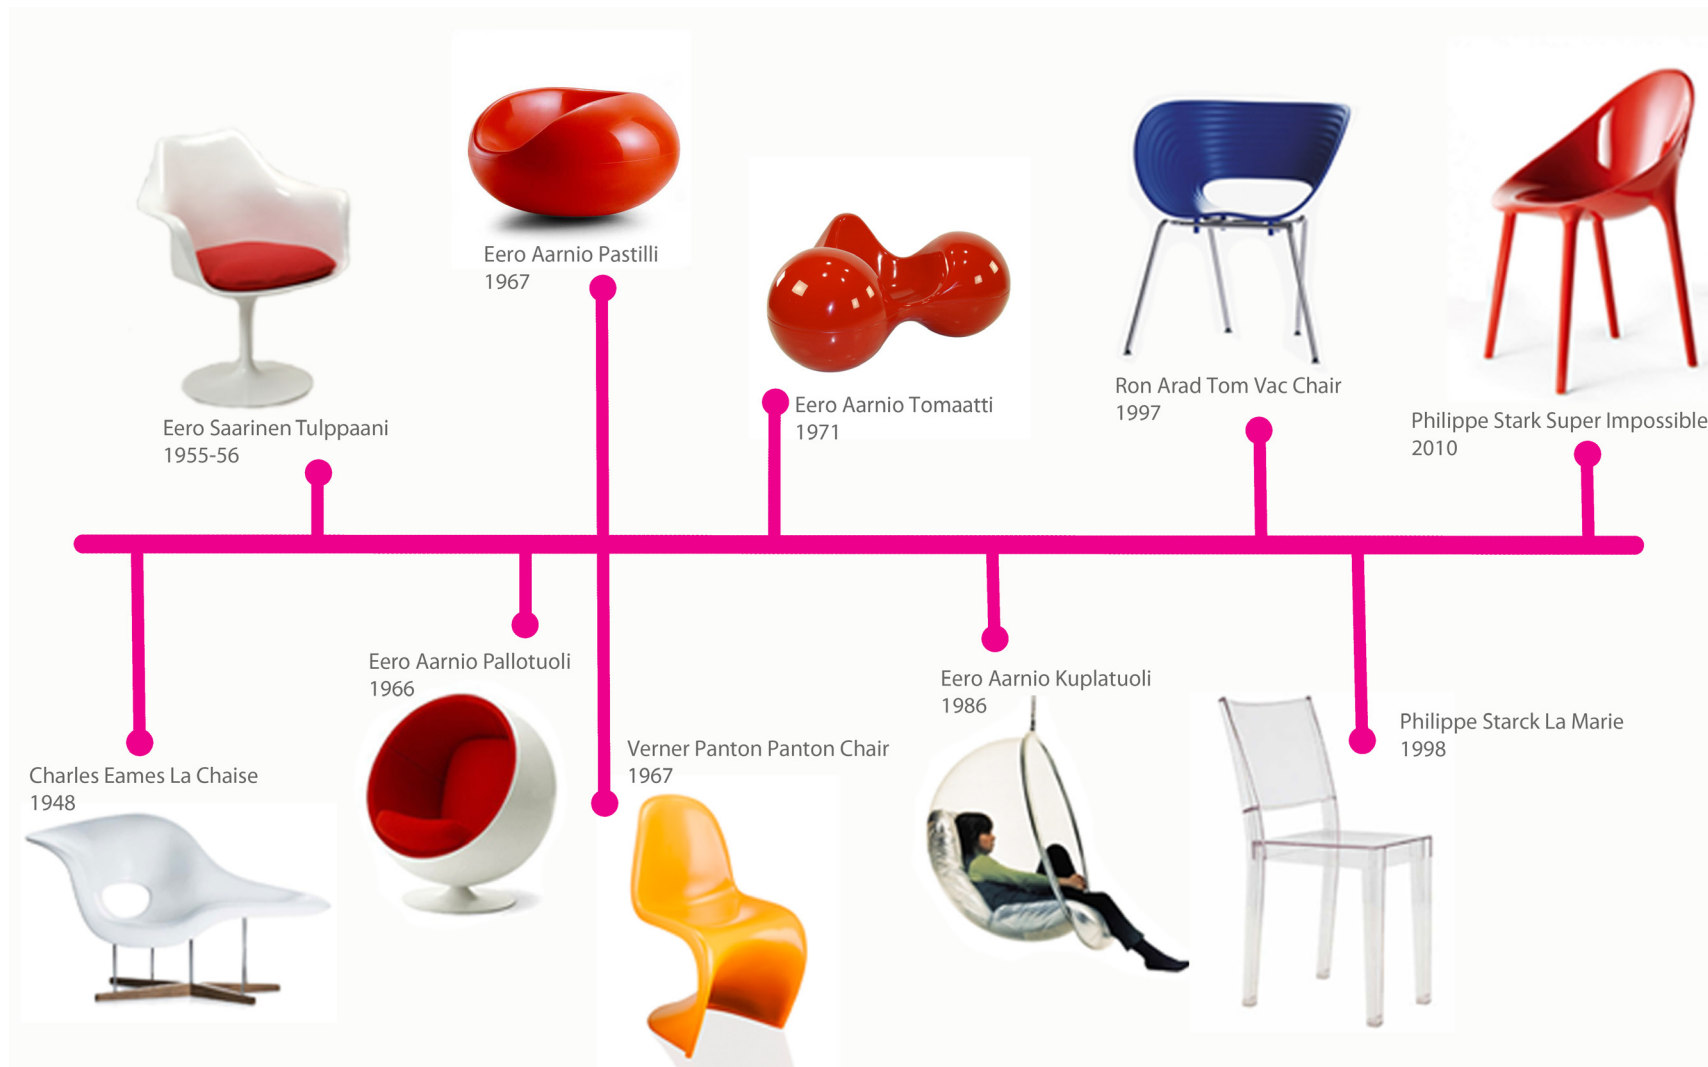 Eero Aarnio Pastilli
1967
Eero Saarinen Tulppaani
1955-56
Eero Aarnio Tomaatti
1971
Ron Arad Tom Vac Chair
1997
Philippe Stark Super Impossible
2010
Charles Eames La Chaise
1948
Eero Aarnio Pallotuoli
1966
Verner Panton Panton Chair
1967
Eero Aarnio Kuplatuoli
1986
Philippe Starck La Marie
1998